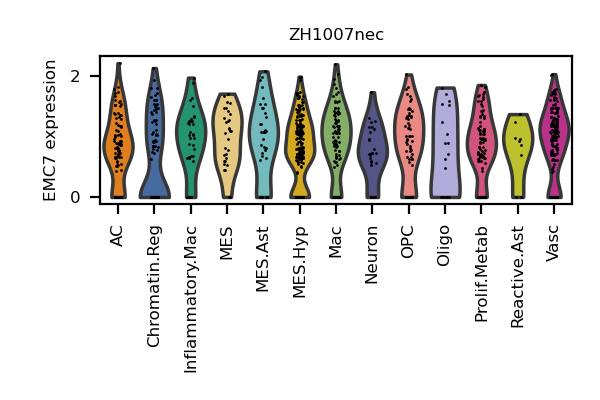 ZH1007nec
EMC7 expression
2
0
AC
Chromatin.Reg
Inflammatory.Mac
MES
MES.Ast
MES.Hyp
Mac
Neuron
OPC
Oligo
Prolif.Metab
Reactive.Ast
Vasc